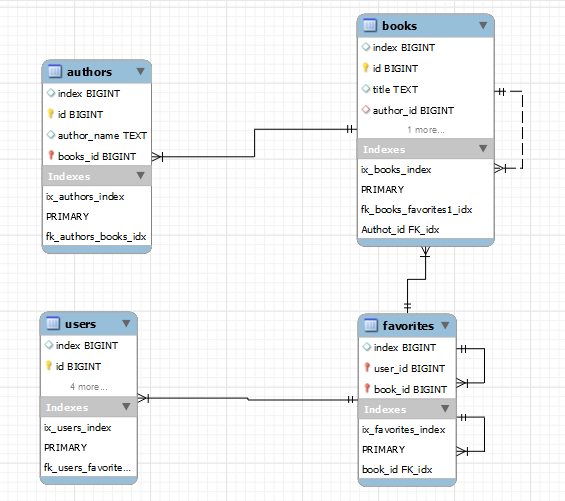 books
index BIGINT
id BIGINT
title TEXT
author_id BIGINT
1 more...
Indexes
ix_books_index
PRIMARY
fk_books_favorites1_idx
Authot_id FK_idx
authors
index BIGINT
id BIGINT
author_name TEXT
books_id BIGINT
Indexes
ix_authors_index
PRIMARY
fk_authors_books_idx
users
index BIGINT
id BIGINT
4 more...
Indexes
ix_users_index
PRIMARY
fk_users_favorite...
favorites
index BIGINT
user_id BIGINT
book_id BIGINT
Indexes
ix_favorites_index
PRIMARY
book_id FK_idx